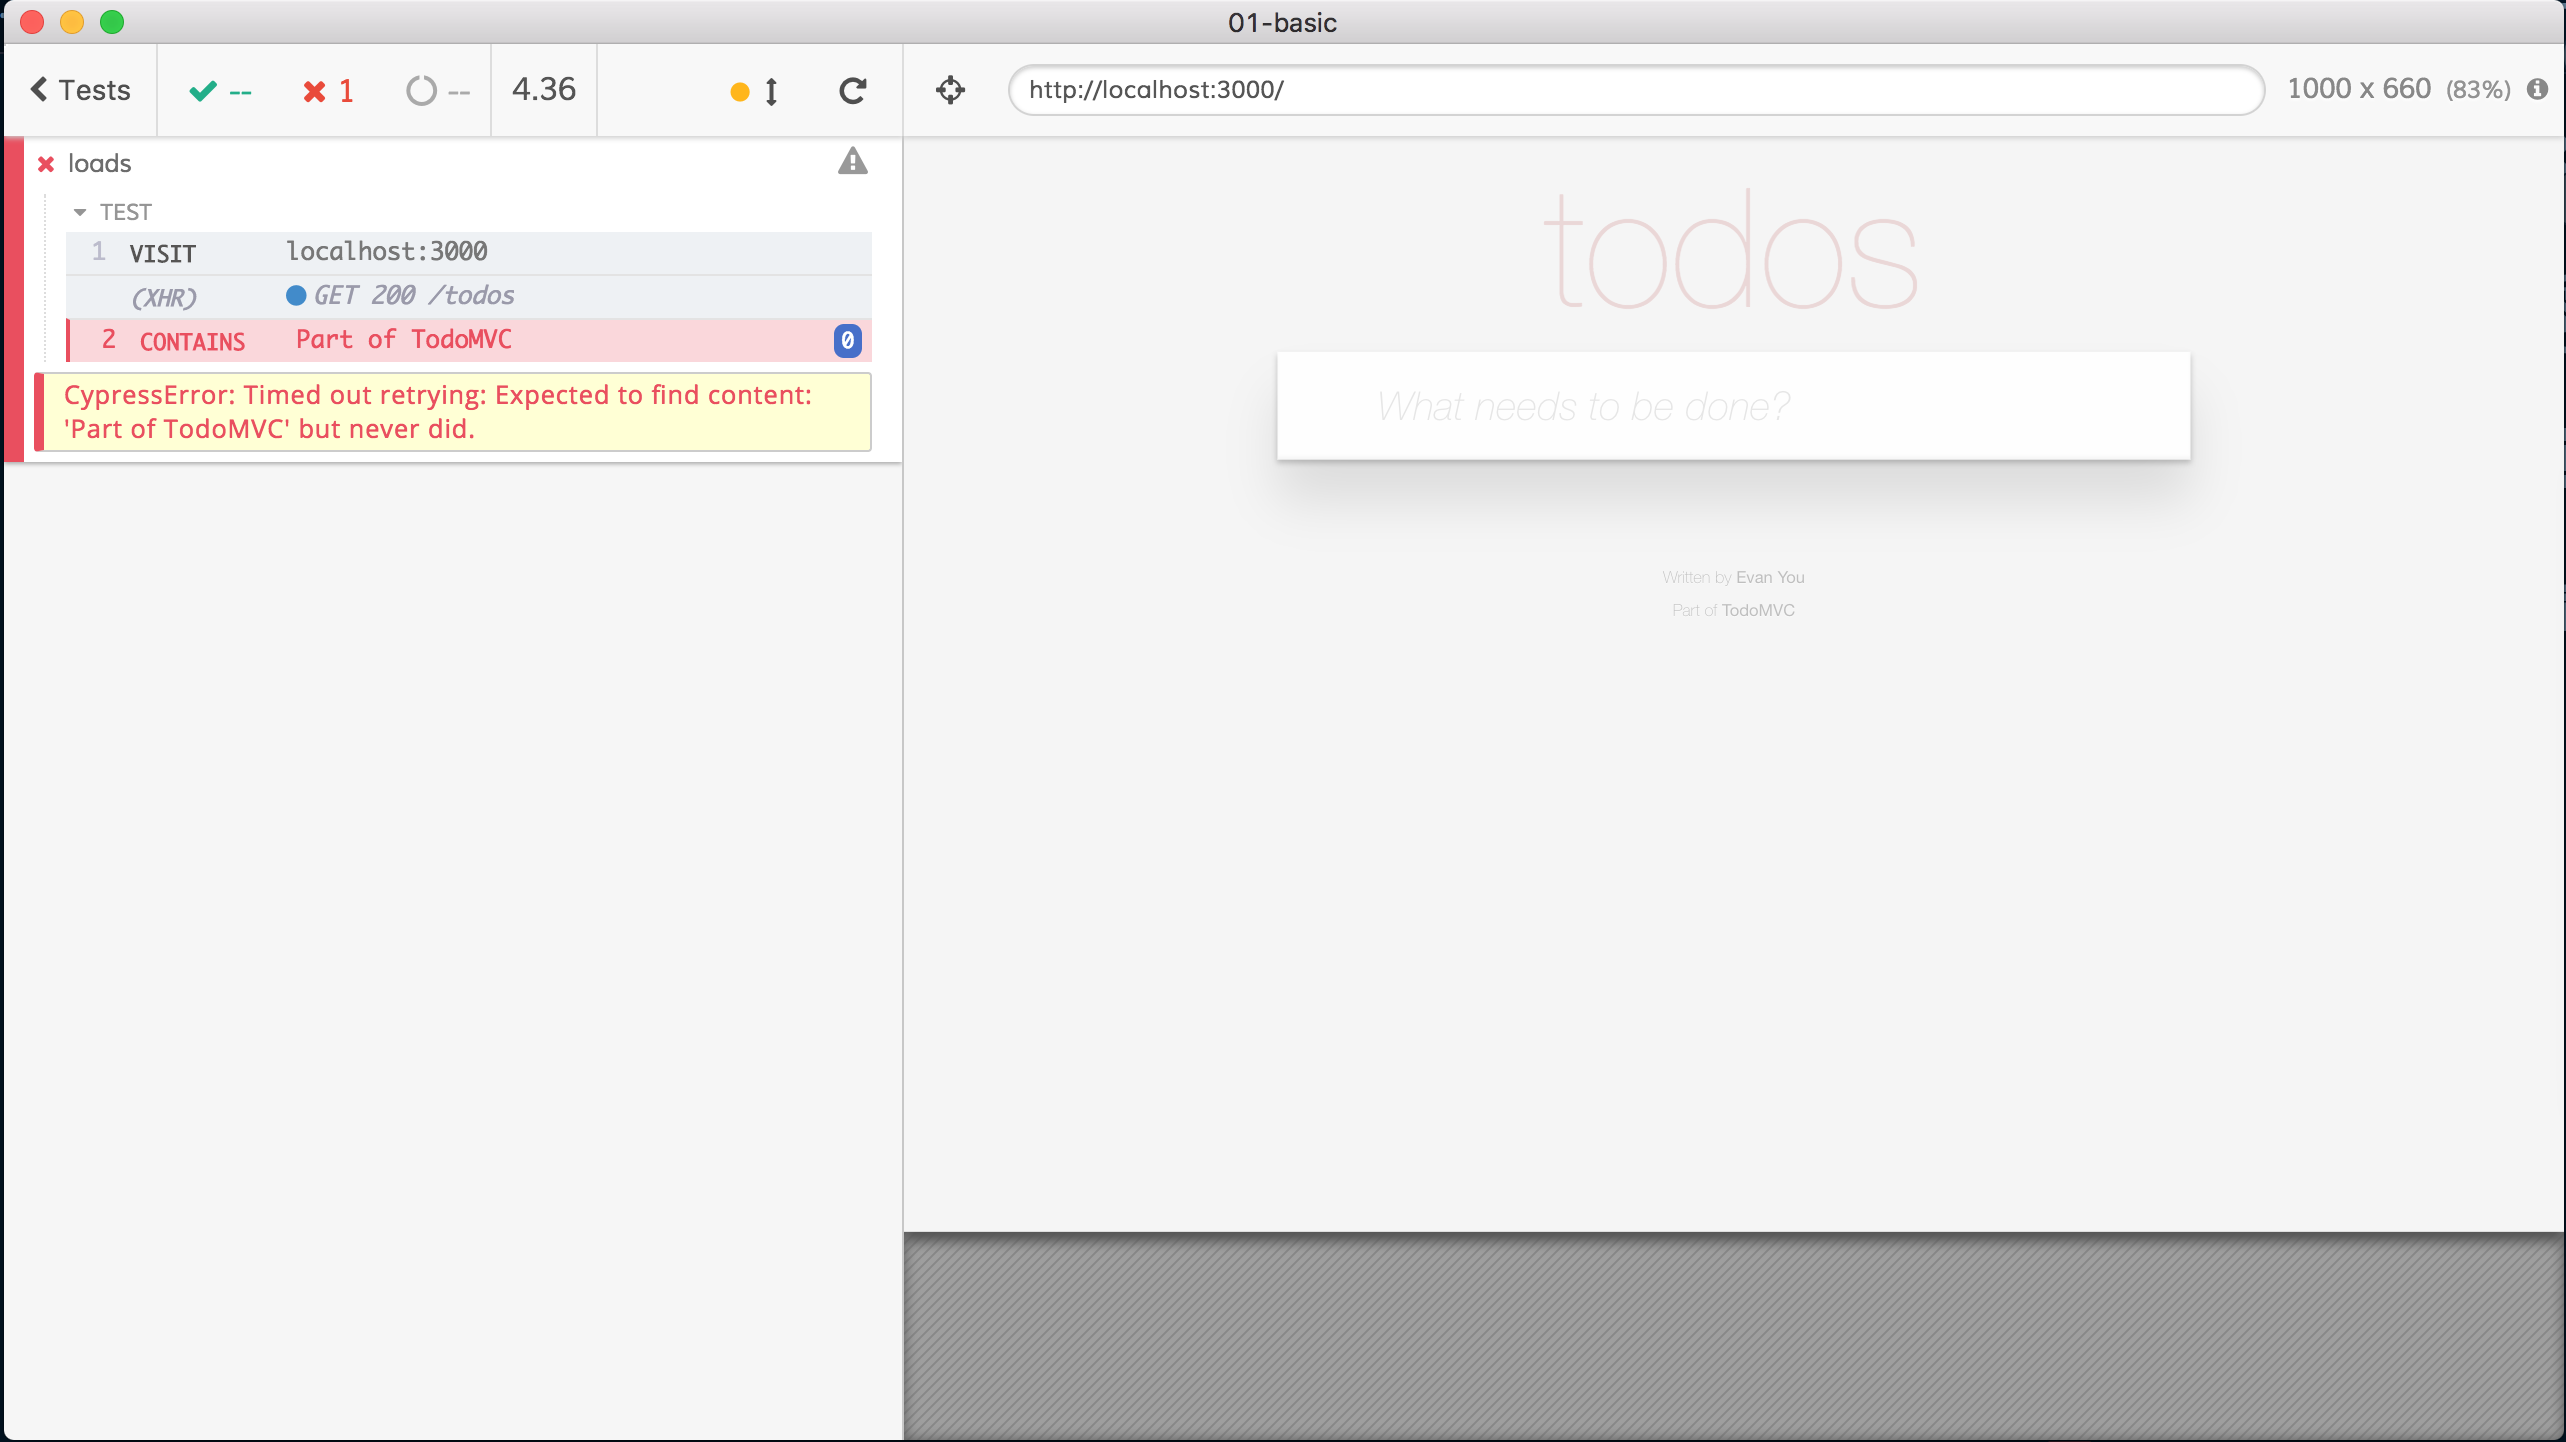 01-basic
Tests
--
1
--
4.36
http://localhost:3000/
1000 x 660 (83%)
loads
TEST
1 VISIT localhost:3000
(XHR) GET 200 /todos
2 CONTAINS Part of TodoMVC 0
CypressError: Timed out retrying: Expected to find content:
'Part of TodoMVC' but never did.
todos
What needs to be done?
Written by Evan You
Part of TodoMVC